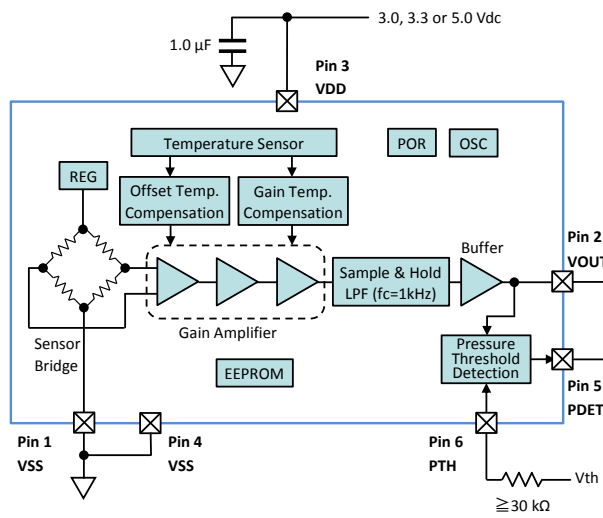 3.0, 3.3 or 5.0 Vdc
1.0 µF
Pin 3
VDD
Temperature Sensor
POR
OSC
REG
Offset Temp.
Compensation
Gain Temp.
Compensation
Buffer
Pin 2
VOUT
Sample & Hold
LPF (fc=1kHz)
Gain Amplifier
Sensor
Bridge
Pressure
Threshold
Detection
EEPROM
Pin 5
PDET
Pin 1
VSS
Pin 4
VSS
Pin 6
PTH
Vth
≧30 kΩ